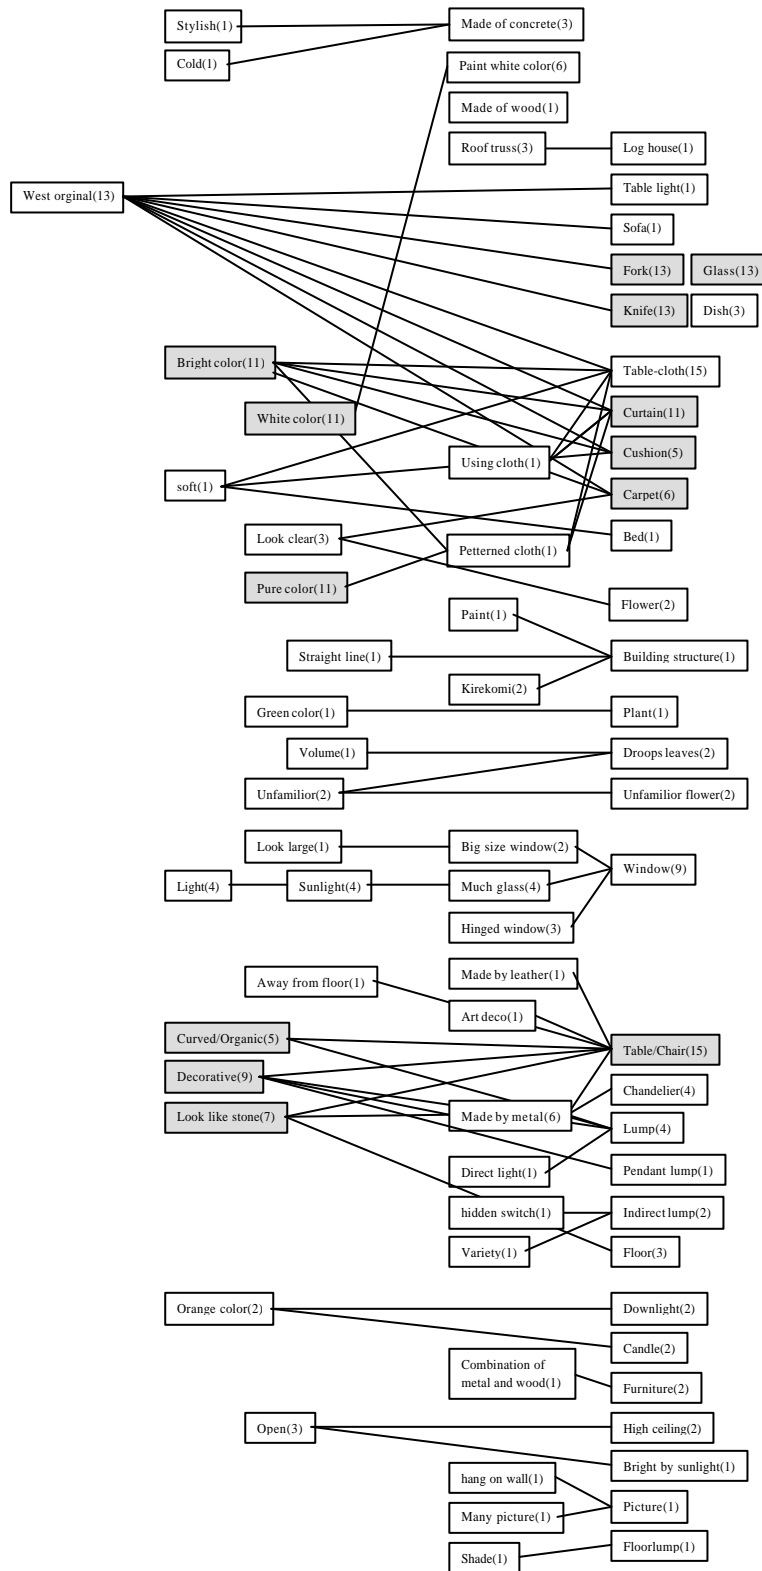 Stylish(1)
Made of concrete(3)
Cold(1)
Paint white color(6)
Made of wood(1)
Roof truss(3)
Log house(1)
West orginal(13)
Table light(1)
Sofa(1)
Fork(13)
Glass(13)
Knife(13)
Dish(3)
Bright color(11)
Table-cloth(15)
White color(11)
Curtain(11)
Using cloth(1)
Cushion(5)
soft(1)
Carpet(6)
Look clear(3)
Petterned cloth(1)
Bed(1)
Pure color(11)
Flower(2)
Paint(1)
Straight line(1)
Building structure(1)
Kirekomi(2)
Green color(1)
Plant(1)
Volume(1)
Droops leaves(2)
Unfamilior(2)
Unfamilior flower(2)
Look large(1)
Big size window(2)
Window(9)
Light(4)
Sunlight(4)
Much glass(4)
Hinged window(3)
Made by leather(1)
Away from floor(1)
Art deco(1)
Curved/Organic(5)
Table/Chair(15)
Decorative(9)
Chandelier(4)
Look like stone(7)
Made by metal(6)
Lump(4)
Direct light(1)
Pendant lump(1)
hidden switch(1)
Indirect lump(2)
Variety(1)
Floor(3)
Orange color(2)
Downlight(2)
Candle(2)
Combination of
metal and wood(1)
Furniture(2)
Open(3)
High ceiling(2)
Bright by sunlight(1)
hang on wall(1)
Picture(1)
Many picture(1)
Floorlump(1)
Shade(1)